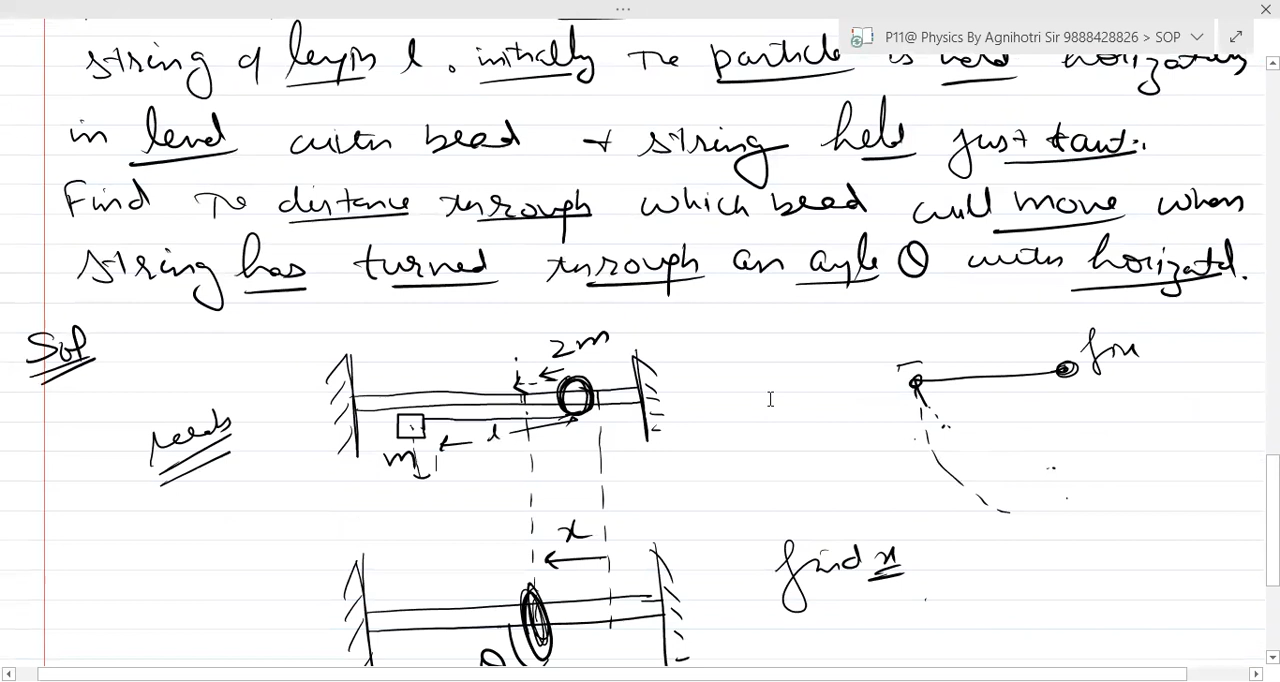 P11@ Physics By Agnihotri Sir 9888428826 > SOP
string of length l. initially The particle is held horizontally
in level with bead & string held just taut.
Find The distance through which bead will move when
string has turned through an angle θ with horizontal.
Sol
2m
fix
l
m
x
find x
θ